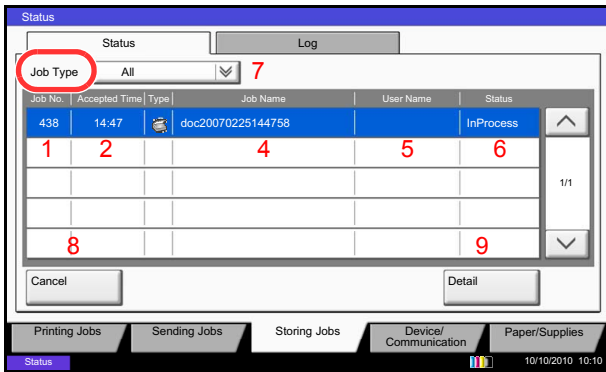 Status
Status Log
Job Type All 7
Job No. Accepted Time Type Job Name User Name Status
438 14:47 doc20070225144758 InProcess
1 2 4 5 6
1/1
8 9
Cancel Detail
Printing Jobs Sending Jobs Storing Jobs Device/ Communication Paper/Supplies
Status 10/10/2010 10:10